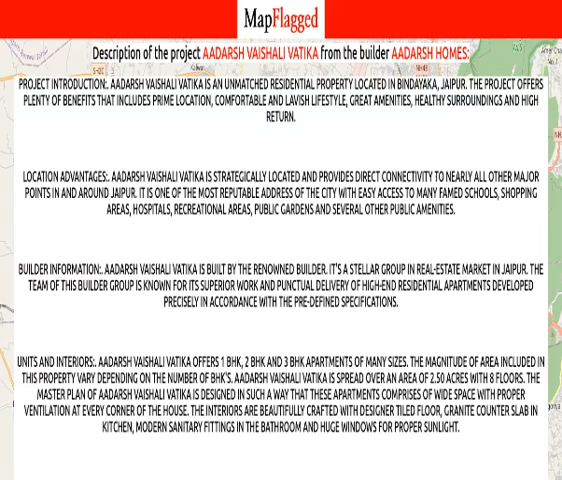 MapFlagged
Description of the project AADARSH VAISHALI VATIKA from the builder AADARSH HOMES:
PROJECT INTRODUCTION:. AADARSH VAISHALI VATIKA IS AN UNMATCHED RESIDENTIAL PROPERTY LOCATED IN BINDAYAKA, JAIPUR. THE PROJECT OFFERS
PLENTY OF BENEFITS THAT INCLUDES PRIME LOCATION, COMFORTABLE AND LAVISH LIFESTYLE, GREAT AMENITIES, HEALTHY SURROUNDINGS AND HIGH
RETURN.
LOCATION ADVANTAGES:. AADARSH VAISHALI VATIKA IS STRATEGICALLY LOCATED AND PROVIDES DIRECT CONNECTIVITY TO NEARLY ALL OTHER MAJOR
POINTS IN AND AROUND JAIPUR. IT IS ONE OF THE MOST REPUTABLE ADDRESS OF THE CITY WITH EASY ACCESS TO MANY FAMED SCHOOLS, SHOPPING
AREAS, HOSPITALS, RECREATIONAL AREAS, PUBLIC GARDENS AND SEVERAL OTHER PUBLIC AMENITIES.
BUILDER INFORMATION:. AADARSH VAISHALI VATIKA IS BUILT BY THE RENOWNED BUILDER. IT'S A STELLAR GROUP IN REAL-ESTATE MARKET IN JAIPUR. THE
TEAM OF THIS BUILDER GROUP IS KNOWN FOR ITS SUPERIOR WORK AND PUNCTUAL DELIVERY OF HIGH-END RESIDENTIAL APARTMENTS DEVELOPED
PRECISELY IN ACCORDANCE WITH THE PRE-DEFINED SPECIFICATIONS.
UNITS AND INTERIORS:. AADARSH VAISHALI VATIKA OFFERS 1 BHK, 2 BHK AND 3 BHK APARTMENTS OF MANY SIZES. THE MAGNITUDE OF AREA INCLUDED IN
THIS PROPERTY VARY DEPENDING ON THE NUMBER OF BHK'S. AADARSH VAISHALI VATIKA IS SPREAD OVER AN AREA OF 2.50 ACRES WITH 8 FLOORS. THE
MASTER PLAN OF AADARSH VAISHALI VATIKA IS DESIGNED IN SUCH A WAY THAT THESE APARTMENTS COMPRISES OF WIDE SPACE WITH PROPER
VENTILATION AT EVERY CORNER OF THE HOUSE. THE INTERIORS ARE BEAUTIFULLY CRAFTED WITH DESIGNER TILED FLOOR, GRANITE COUNTER SLAB IN
KITCHEN, MODERN SANITARY FITTINGS IN THE BATHROOM AND HUGE WINDOWS FOR PROPER SUNLIGHT.